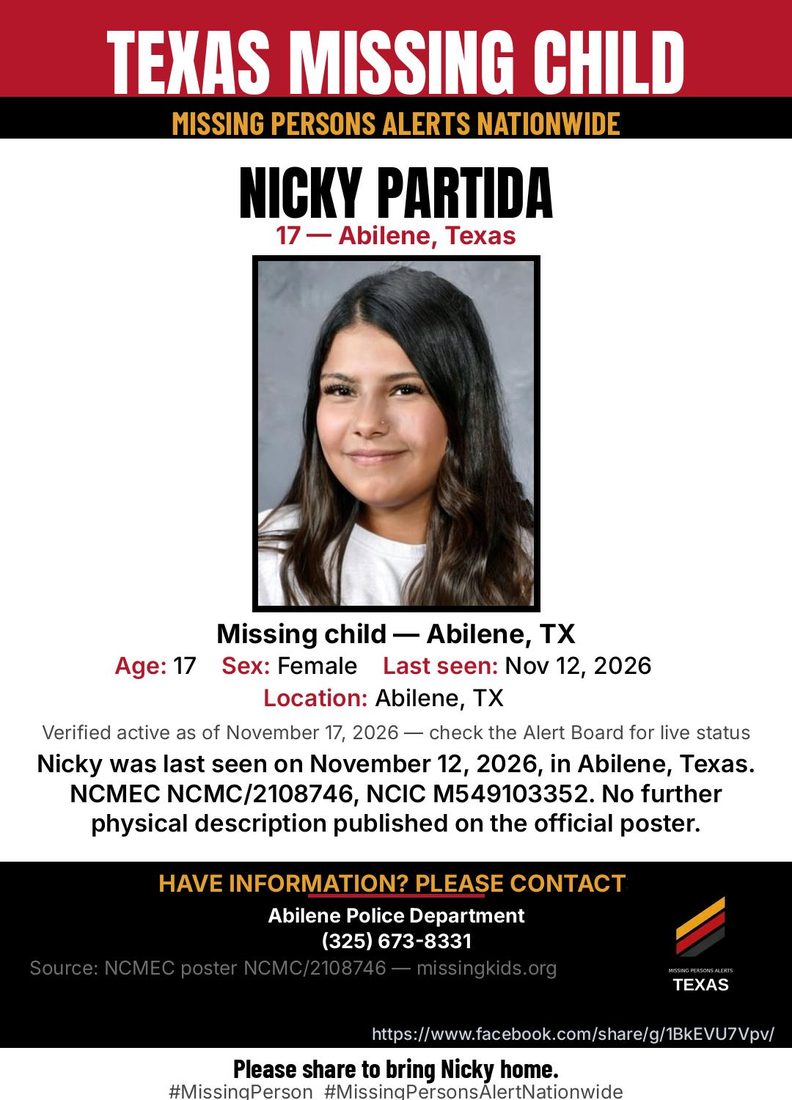 TEXAS MISSING CHILD
MISSING PERSONS ALERTS NATIONWIDE
NICKY PARTIDA
17 — Abilene, Texas
Missing child — Abilene, TX
Age: 17 Sex: Female Last seen: Nov 12, 2026
Location: Abilene, TX
Verified active as of November 17, 2026 — check the Alert Board for live status
Nicky was last seen on November 12, 2026, in Abilene, Texas.
NCMEC NCMC/2108746, NCIC M549103352. No further
physical description published on the official poster.
HAVE INFORMATION? PLEASE CONTACT
Abilene Police Department
(325) 673-8331
Source: NCMEC poster NCMC/2108746 — missingkids.org
MISSING PERSONS ALERTS
TEXAS
https://www.facebook.com/share/g/1BkEVU7Vpv/
Please share to bring Nicky home.
#MissingPerson #MissingPersonsAlertNationwide